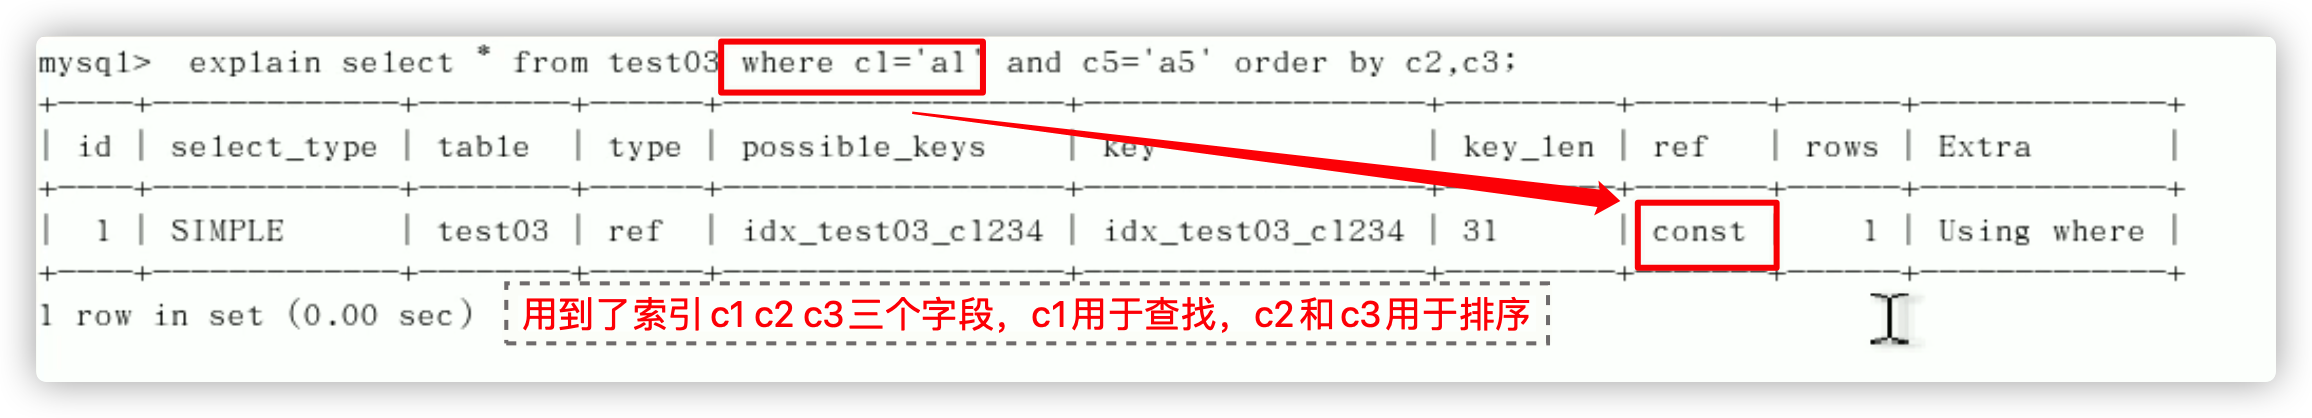 mysql>  explain select * from test03 where c1='a1' and c5='a5' order by c2,c3;
+----+-------------+--------+------+------------------+------------------+---------+-------+------+-------------+
| id | select_type | table | type | possible_keys | key | key_len | ref | rows | Extra |
+----+-------------+--------+------+------------------+------------------+---------+-------+------+-------------+
| 1 | SIMPLE | test03 | ref | idx_test03_c1234 | idx_test03_c1234 | 31 | const | 1 | Using where |
+----+-------------+--------+------+------------------+------------------+---------+-------+------+-------------+
1 row in set (0.00 sec) 用到了索引 c1 c2 c3三个字段，c1用于查找，c2和c3用于排序